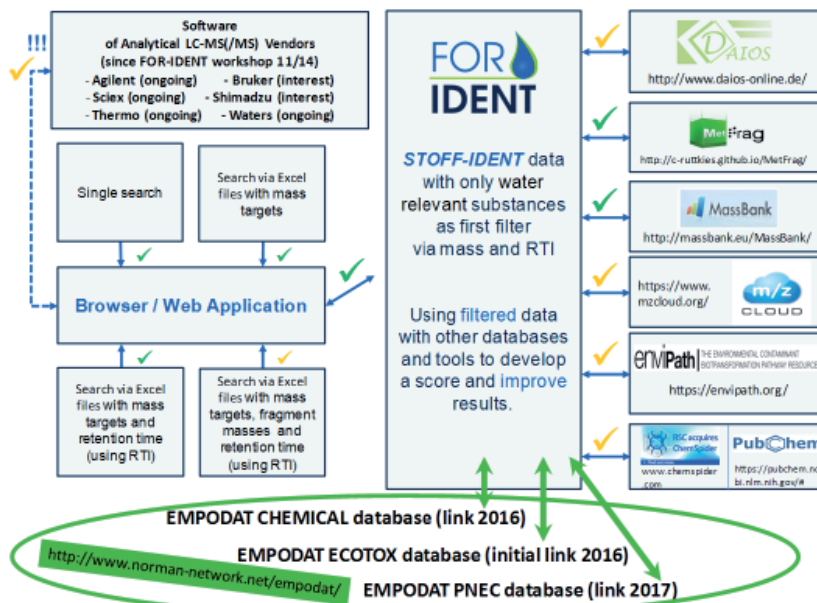 !!!
Software
of Analytical LC-MS(/MS) Vendors
(since FOR-IDENT workshop 11/14)
- Agilent (ongoing) - Bruker (interest)
- Sciex (ongoing) - Shimadzu (interest)
- Thermo (ongoing) - Waters (ongoing)
Single search
Search via Excel
files with mass
targets
Browser / Web Application
Search via Excel
files with mass
targets and
retention time
(using RTI)
Search via Excel
files with mass
targets, fragment
masses and
retention time
(using RTI)
FOR
IDENT
STOFF-IDENT data
with only water
relevant substances
as first filter
via mass and RTI
Using filtered data
with other databases
and tools to develop
a score and improve
results.
DAIOS
http://www.daios-online.de/
MetFrag
http://c-ruttkies.github.io/MetFrag/
MassBank
http://massbank.eu/MassBank/
https://www.
mzcloud.org/
m/z
CLOUD
enviPath
THE ENVIRONMENTAL CONTAMINANT
BIOTRANSFORMATION PATHWAY RESOURCE
https://envipath.org/
RSC acquires
ChemSpider
www.chemspider
.com
PubChem
https://pubchem.nc
bi.nlm.nih.gov/#
EMPODAT CHEMICAL database (link 2016)
EMPODAT ECOTOX database (initial link 2016)
EMPODAT PNEC database (link 2017)
http://www.norman-network.net/empodat/